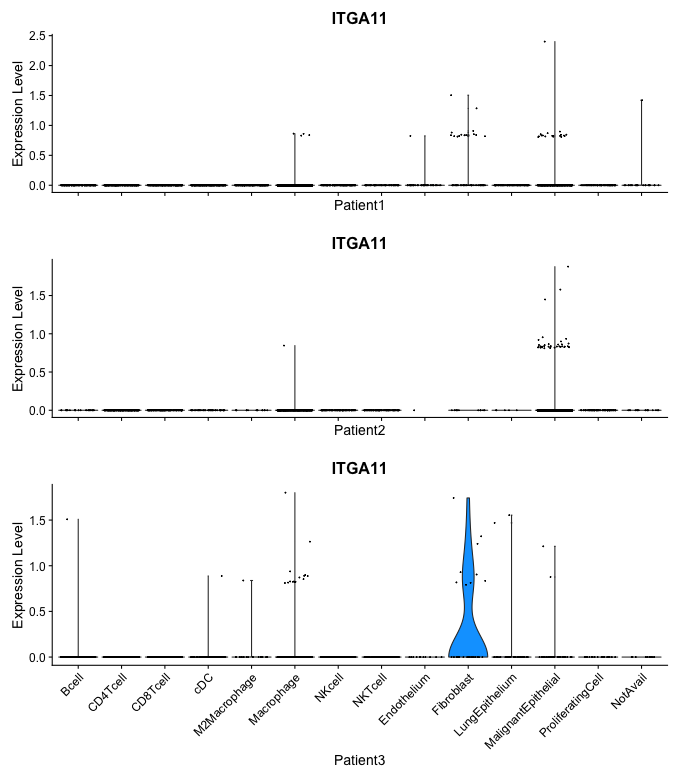 ITGA11
Expression Level
2.5
2.0
1.5
1.0
0.5
0.0
Patient1
ITGA11
Expression Level
1.5
1.0
0.5
0.0
Patient2
ITGA11
Expression Level
1.5
1.0
0.5
0.0
Bcell
CD4Tcell
CD8Tcell
cDC
M2Macrophage
Macrophage
NKcell
NKTcell
Endothelium
Fibroblast
LungEpithelium
MalignantEpithelial
ProliferatingCell
NotAvail
Patient3